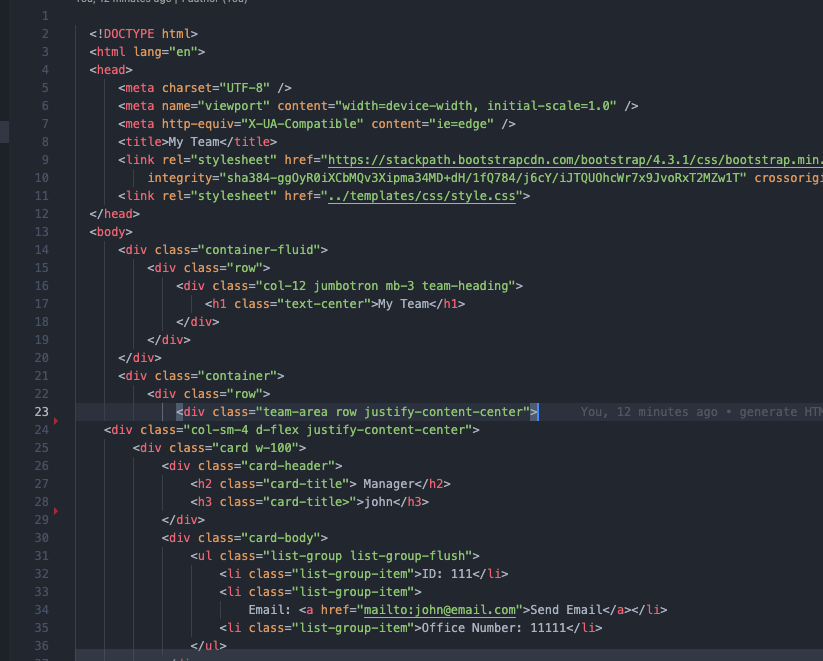 You, 12 minutes ago | 1 author (You)
1
2 <!DOCTYPE html>
3 <html lang="en">
4 <head>
5 <meta charset="UTF-8" />
6 <meta name="viewport" content="width=device-width, initial-scale=1.0" />
7 <meta http-equiv="X-UA-Compatible" content="ie=edge" />
8 <title>My Team</title>
9 <link rel="stylesheet" href="https://stackpath.bootstrapcdn.com/bootstrap/4.3.1/css/bootstrap.min.
10 integrity="sha384-ggOyR0iXCbMQv3Xipma34MD+dH/1fQ784/j6cY/iJTQUOhcWr7x9JvoRxT2MZw1T" crossorigi
11 <link rel="stylesheet" href="../templates/css/style.css">
12 </head>
13 <body>
14 <div class="container-fluid">
15 <div class="row">
16 <div class="col-12 jumbotron mb-3 team-heading">
17 <h1 class="text-center">My Team</h1>
18 </div>
19 </div>
20 </div>
21 <div class="container">
22 <div class="row">
23 <div class="team-area row justify-content-center"> You, 12 minutes ago • generate HTM
24 <div class="col-sm-4 d-flex justify-content-center">
25 <div class="card w-100">
26 <div class="card-header">
27 <h2 class="card-title"> Manager</h2>
28 <h3 class="card-title>">john</h3>
29 </div>
30 <div class="card-body">
31 <ul class="list-group list-group-flush">
32 <li class="list-group-item">ID: 111</li>
33 <li class="list-group-item">
34 Email: <a href="mailto:john@email.com">Send Email</a></li>
35 <li class="list-group-item">Office Number: 11111</li>
36 </ul>